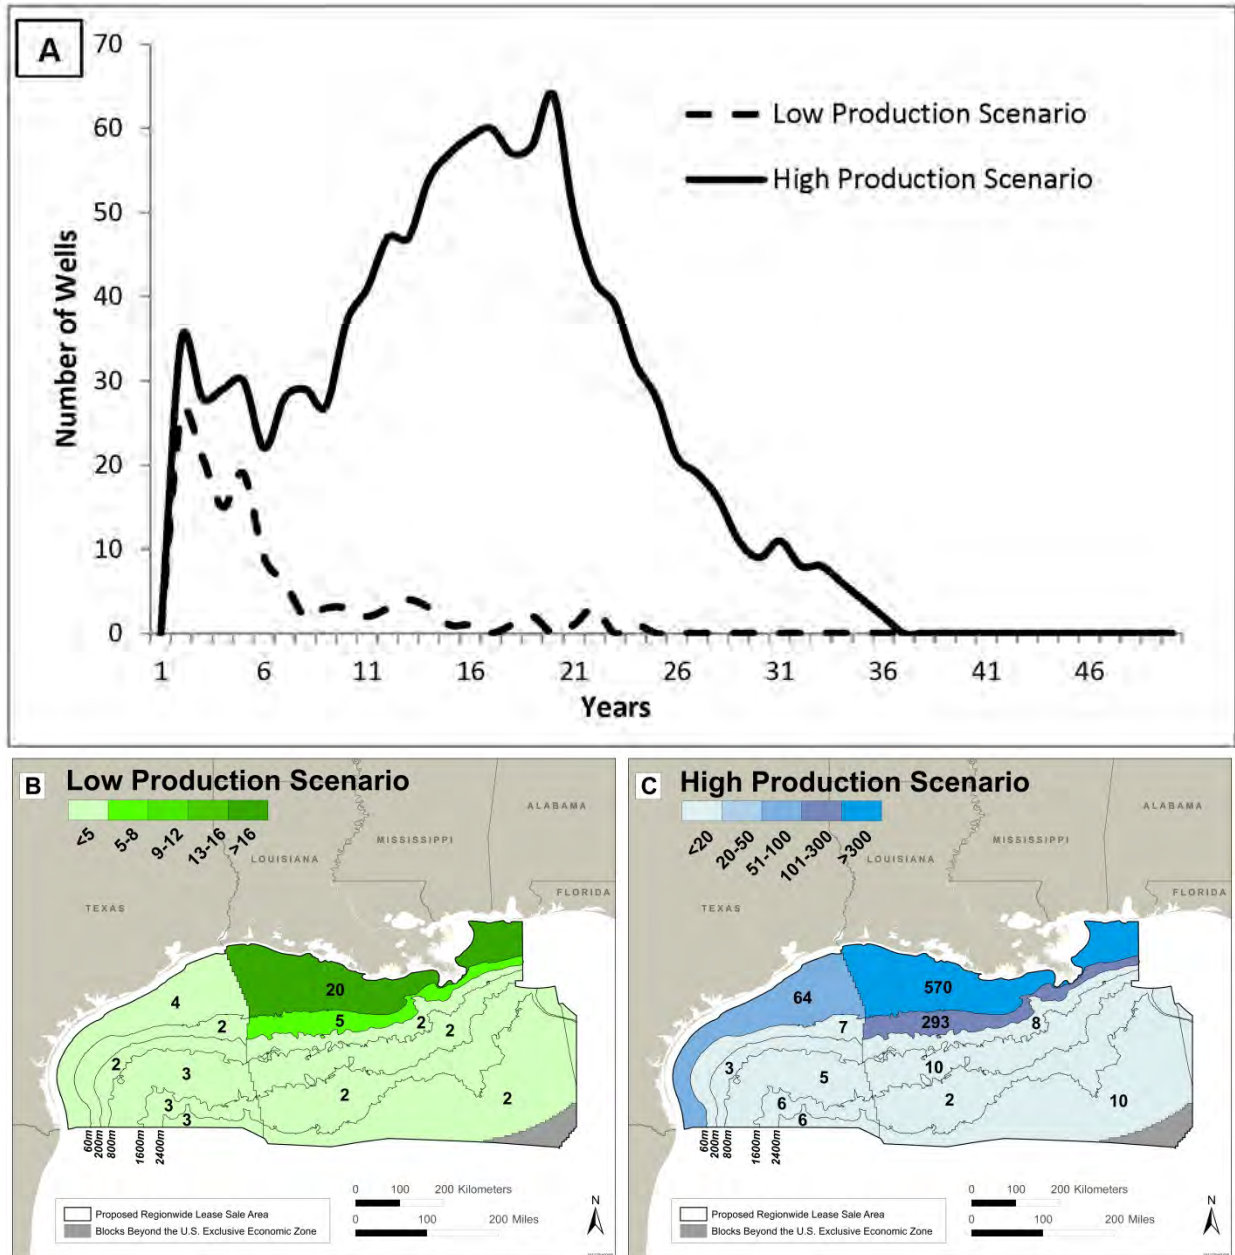 A
70
60
50
40
30
20
10
0
Number of Wells
Low Production Scenario
High Production Scenario
1 6 11 16 21 26 31 36 41 46
Years
B Low Production Scenario
<5 5-8 9-12 13-16 >16
ALABAMA
MISSISSIPPI
LOUISIANA
FLORIDA
TEXAS
20
4
5
2
2
2
2
3
2
2
3
3
60m 200m 800m 1600m 2400m
0 100 200 Kilometers
0 100 200 Miles
N
Proposed Regionwide Lease Sale Area
Blocks Beyond the U.S. Exclusive Economic Zone
C High Production Scenario
<20 20-50 51-100 101-300 >300
ALABAMA
MISSISSIPPI
LOUISIANA
FLORIDA
TEXAS
570
64
293
8
7
10
3
5
2
10
6
6
60m 200m 800m 1600m 2400m
0 100 200 Kilometers
0 100 200 Miles
N
Proposed Regionwide Lease Sale Area
Blocks Beyond the U.S. Exclusive Economic Zone